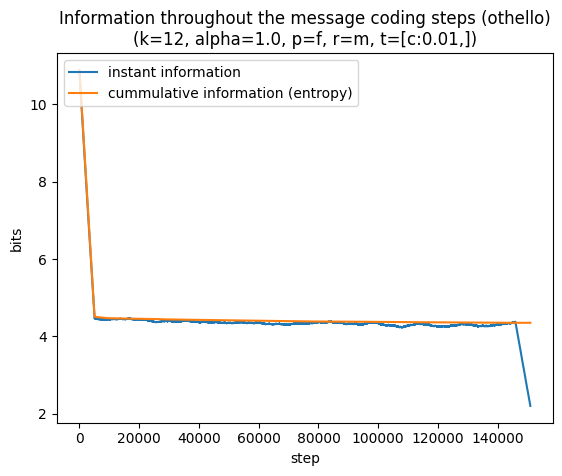 Information throughout the message coding steps (othello)
(k=12, alpha=1.0, p=f, r=m, t=[c:0.01,])
instant information
cummulative information (entropy)
10
8
6
4
2
bits
0 20000 40000 60000 80000 100000 120000 140000
step